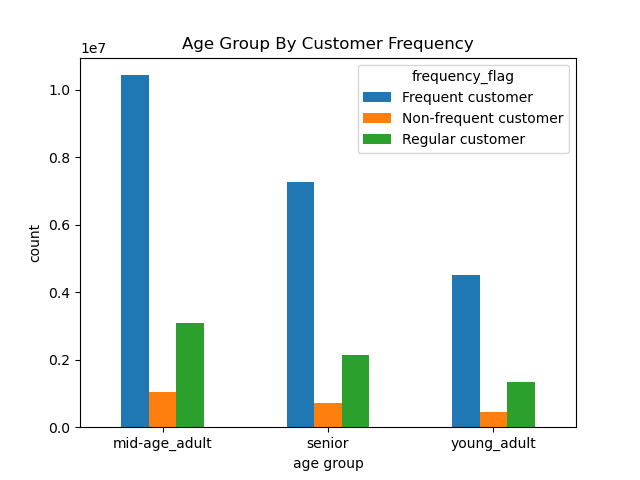 Age Group By Customer Frequency
1e7
frequency_flag
Frequent customer
Non-frequent customer
Regular customer
1.0
0.8
0.6
0.4
0.2
0.0
count
mid-age_adult senior young_adult
age group